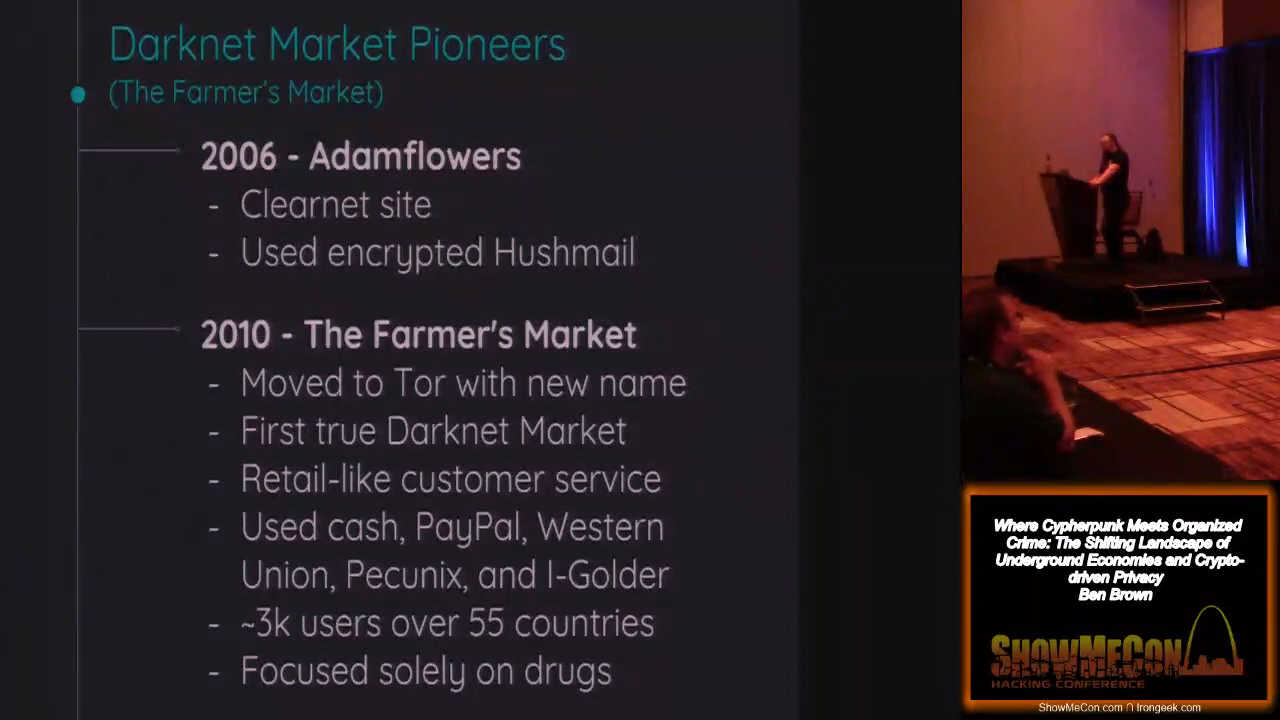 Darknet Market Pioneers
(The Farmer's Market)
2006 - Adamflowers
- Clearnet site
- Used encrypted Hushmail
2010 - The Farmer's Market
- Moved to Tor with new name
- First true Darknet Market
- Retail-like customer service
- Used cash, PayPal, Western
Union, Pecunix, and I-Golder
- ~3k users over 55 countries
- Focused solely on drugs
Where Cypherpunk Meets Organized
Crime: The Shifting Landscape of
Underground Economies and Crypto-
driven Privacy
Ben Brown
SHOWMECON
HACKING CONFERENCE
ShowMeCon.com ∩ Irongeek.com